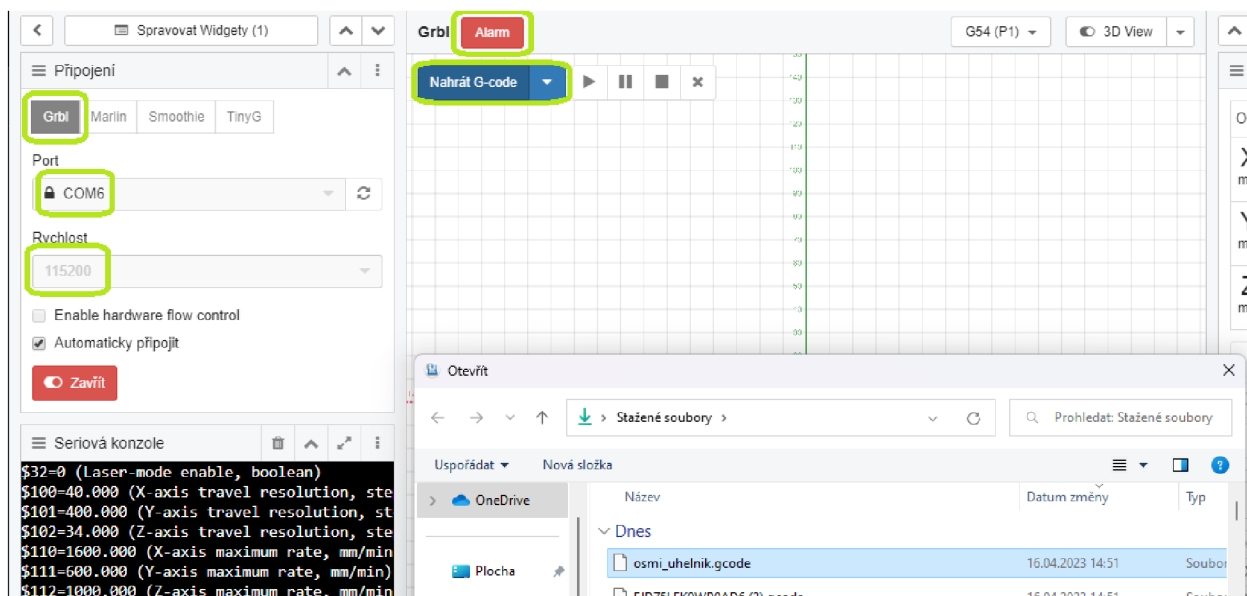 Spravovat Widgety (1)
Připojení
Grbl Marlin Smoothie TinyG
Port
COM6
Rychlost
115200
Enable hardware flow control
Automaticky připojit
Zavřít
Seriová konzole
$32=0 (Laser-mode enable, boolean)
$100=40.000 (X-axis travel resolution, ste
$101=400.000 (Y-axis travel resolution, st
$102=34.000 (Z-axis travel resolution, ste
$110=1600.000 (X-axis maximum rate, mm/min
$111=600.000 (Y-axis maximum rate, mm/min)
$112=1000.000 (Z-axis maximum rate, mm/min
Grbl Alarm
G54 (P1)
3D View
Nahrát G-code
Otevřít
Stažené soubory
Prohledat: Stažené soubory
Uspořádat
Nová složka
OneDrive
Plocha
Název
Datum změny
Typ
Dnes
osmi_uhelnik.gcode
16.04.2023 14:51
Soubor